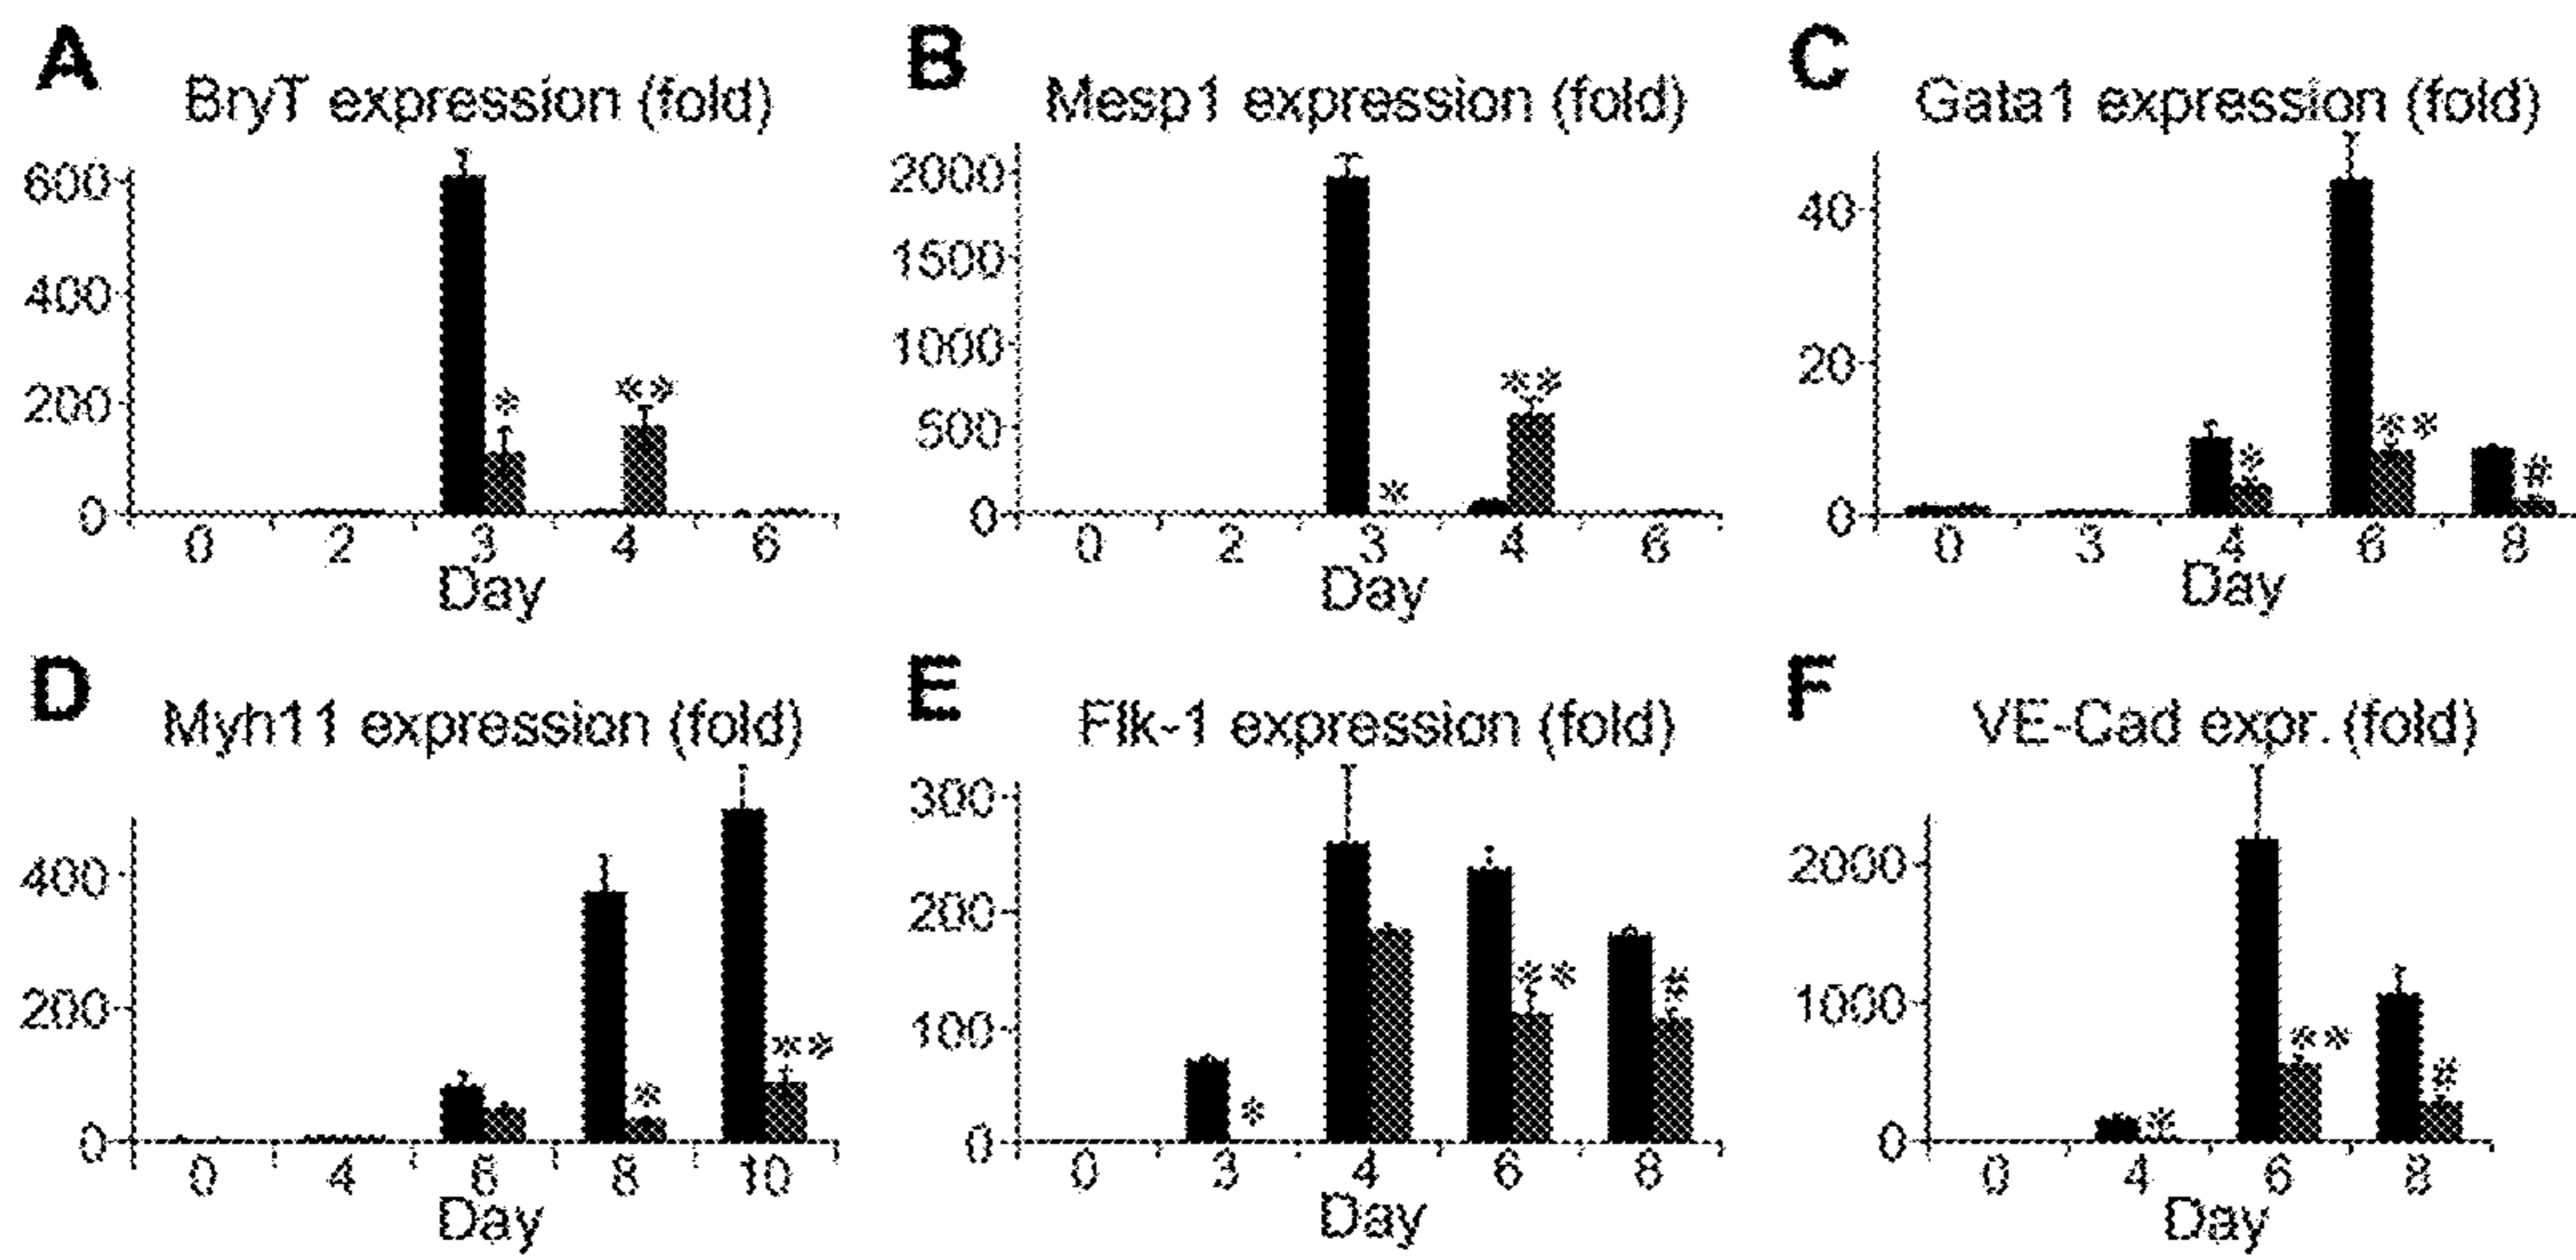 A
BryT expression (fold)
600
400
200
0
*
**
0 2 3 4 6
Day
B
Mesp1 expression (fold)
2000
1500
1000
500
0
*
**
0 2 3 4 6
Day
C
Gata1 expression (fold)
40
20
0
*
**
#
0 3 4 6 8
Day
D
Myh11 expression (fold)
400
200
0
*
**
0 4 6 8 10
Day
E
Flk-1 expression (fold)
300
200
100
0
*
**
#
0 3 4 6 8
Day
F
VE-Cad expr. (fold)
2000
1000
0
*
**
#
0 4 6 8
Day